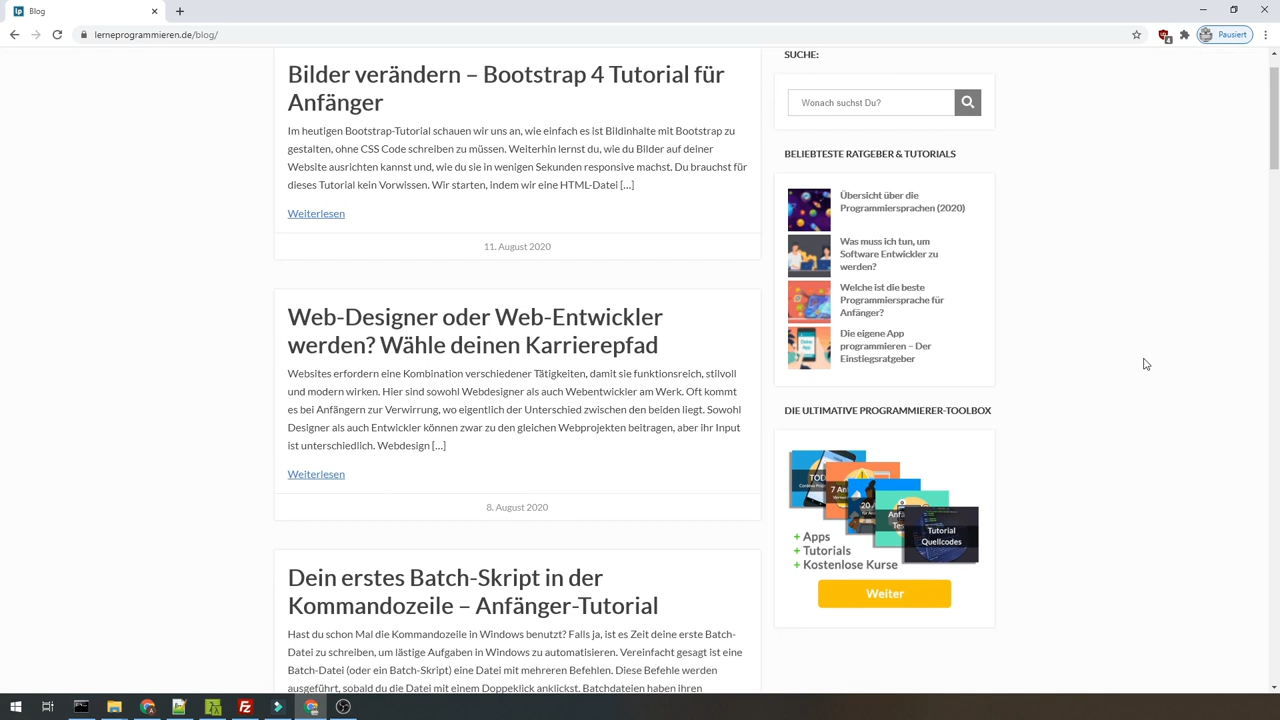 Blog
lerneprogrammieren.de/blog/
4
Pausiert
Bilder verändern – Bootstrap 4 Tutorial für
Anfänger
Im heutigen Bootstrap-Tutorial schauen wir uns an, wie einfach es ist Bildinhalte mit Bootstrap zu
gestalten, ohne CSS Code schreiben zu müssen. Weiterhin lernst du, wie du Bilder auf deiner
Website ausrichten kannst und, wie du sie in wenigen Sekunden responsive machst. Du brauchst für
dieses Tutorial kein Vorwissen. Wir starten, indem wir eine HTML-Datei […]
Weiterlesen
11. August 2020
Web-Designer oder Web-Entwickler
werden? Wähle deinen Karrierepfad
Websites erfordern eine Kombination verschiedener Tätigkeiten, damit sie funktionsreich, stilvoll
und modern wirken. Hier sind sowohl Webdesigner als auch Webentwickler am Werk. Oft kommt
es bei Anfängern zur Verwirrung, wo eigentlich der Unterschied zwischen den beiden liegt. Sowohl
Designer als auch Entwickler können zwar zu den gleichen Webprojekten beitragen, aber ihr Input
ist unterschiedlich. Webdesign […]
Weiterlesen
8. August 2020
Dein erstes Batch-Skript in der
Kommandozeile – Anfänger-Tutorial
Hast du schon Mal die Kommandozeile in Windows benutzt? Falls ja, ist es Zeit deine erste Batch-
Datei zu schreiben, um lästige Aufgaben in Windows zu automatisieren. Vereinfacht gesagt ist eine
Batch-Datei (oder ein Batch-Skript) eine Datei mit mehreren Befehlen. Diese Befehle werden
ausgeführt, sobald du die Datei mit einem Doppelklick anklickst. Batchdateien haben ihren
SUCHE:
Wonach suchst Du?
BELIEBTESTE RATGEBER & TUTORIALS
Übersicht über die
Programmiersprachen (2020)
Was muss ich tun, um
Software Entwickler zu
werden?
Welche ist die beste
Programmiersprache für
Anfänger?
Die eigene App
programmieren – Der
Einstiegsratgeber
DIE ULTIMATIVE PROGRAMMIERER-TOOLBOX
Tutorial
Quellcodes
+ Apps
+ Tutorials
+ Kostenlose Kurse
Weiter